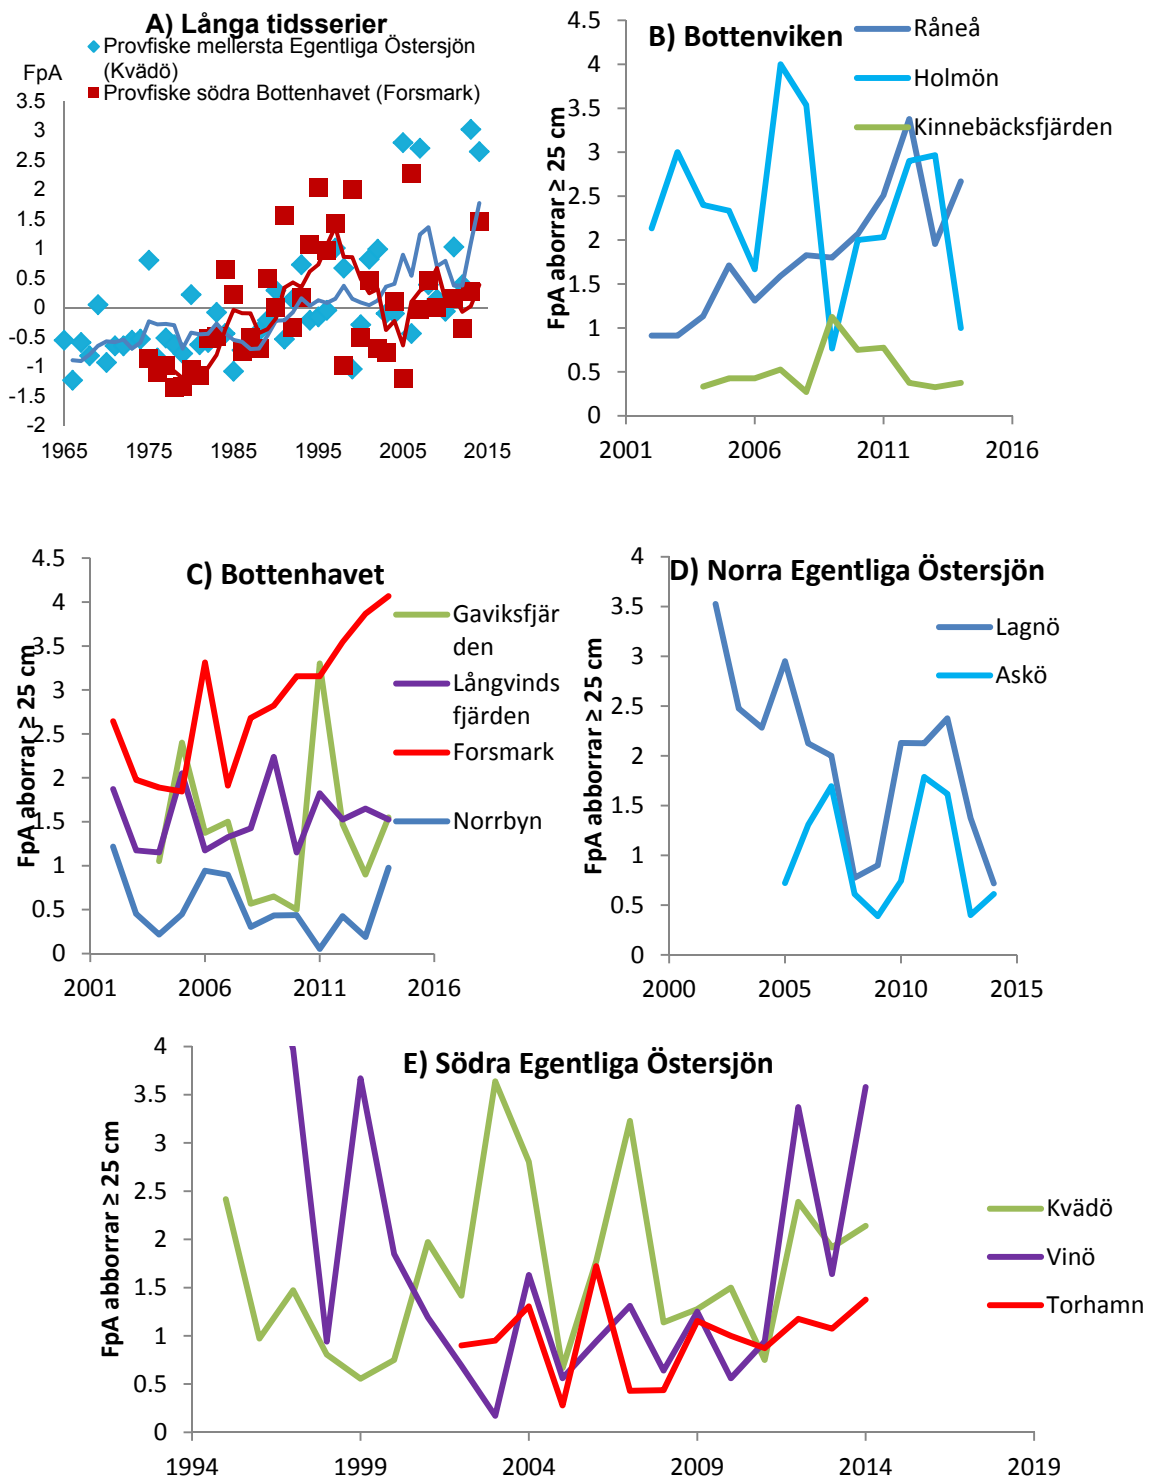 A) Långa tidsserier
Provfiske mellersta Egentliga Östersjön
(Kvädö)
FpA
Provfiske södra Bottenhavet (Forsmark)
3.5
3
2.5
2
1.5
1
0.5
0
-0.5
-1
-1.5
-2
1965 1975 1985 1995 2005 2015
B) Bottenviken
Råneå
Holmön
Kinnebäcksfjärden
FpA aborrar ≥ 25 cm
4.5
4
3.5
3
2.5
2
1.5
1
0.5
0
2001 2006 2011 2016
C) Bottenhavet
Gaviksfjär
den
Långvinds
fjärden
Forsmark
Norrbyn
FpA aborrar ≥ 25 cm
4.5
4
3.5
3
2.5
2
1.5
1
0.5
0
2001 2006 2011 2016
D) Norra Egentliga Östersjön
Lagnö
Askö
FpA abborrar ≥ 25 cm
4
3.5
3
2.5
2
1.5
1
0.5
0
2000 2005 2010 2015
E) Södra Egentliga Östersjön
FpA abborrar ≥ 25 cm
4
3.5
3
2.5
2
1.5
1
0.5
0
1994 1999 2004 2009 2014 2019
Kvädö
Vinö
Torhamn